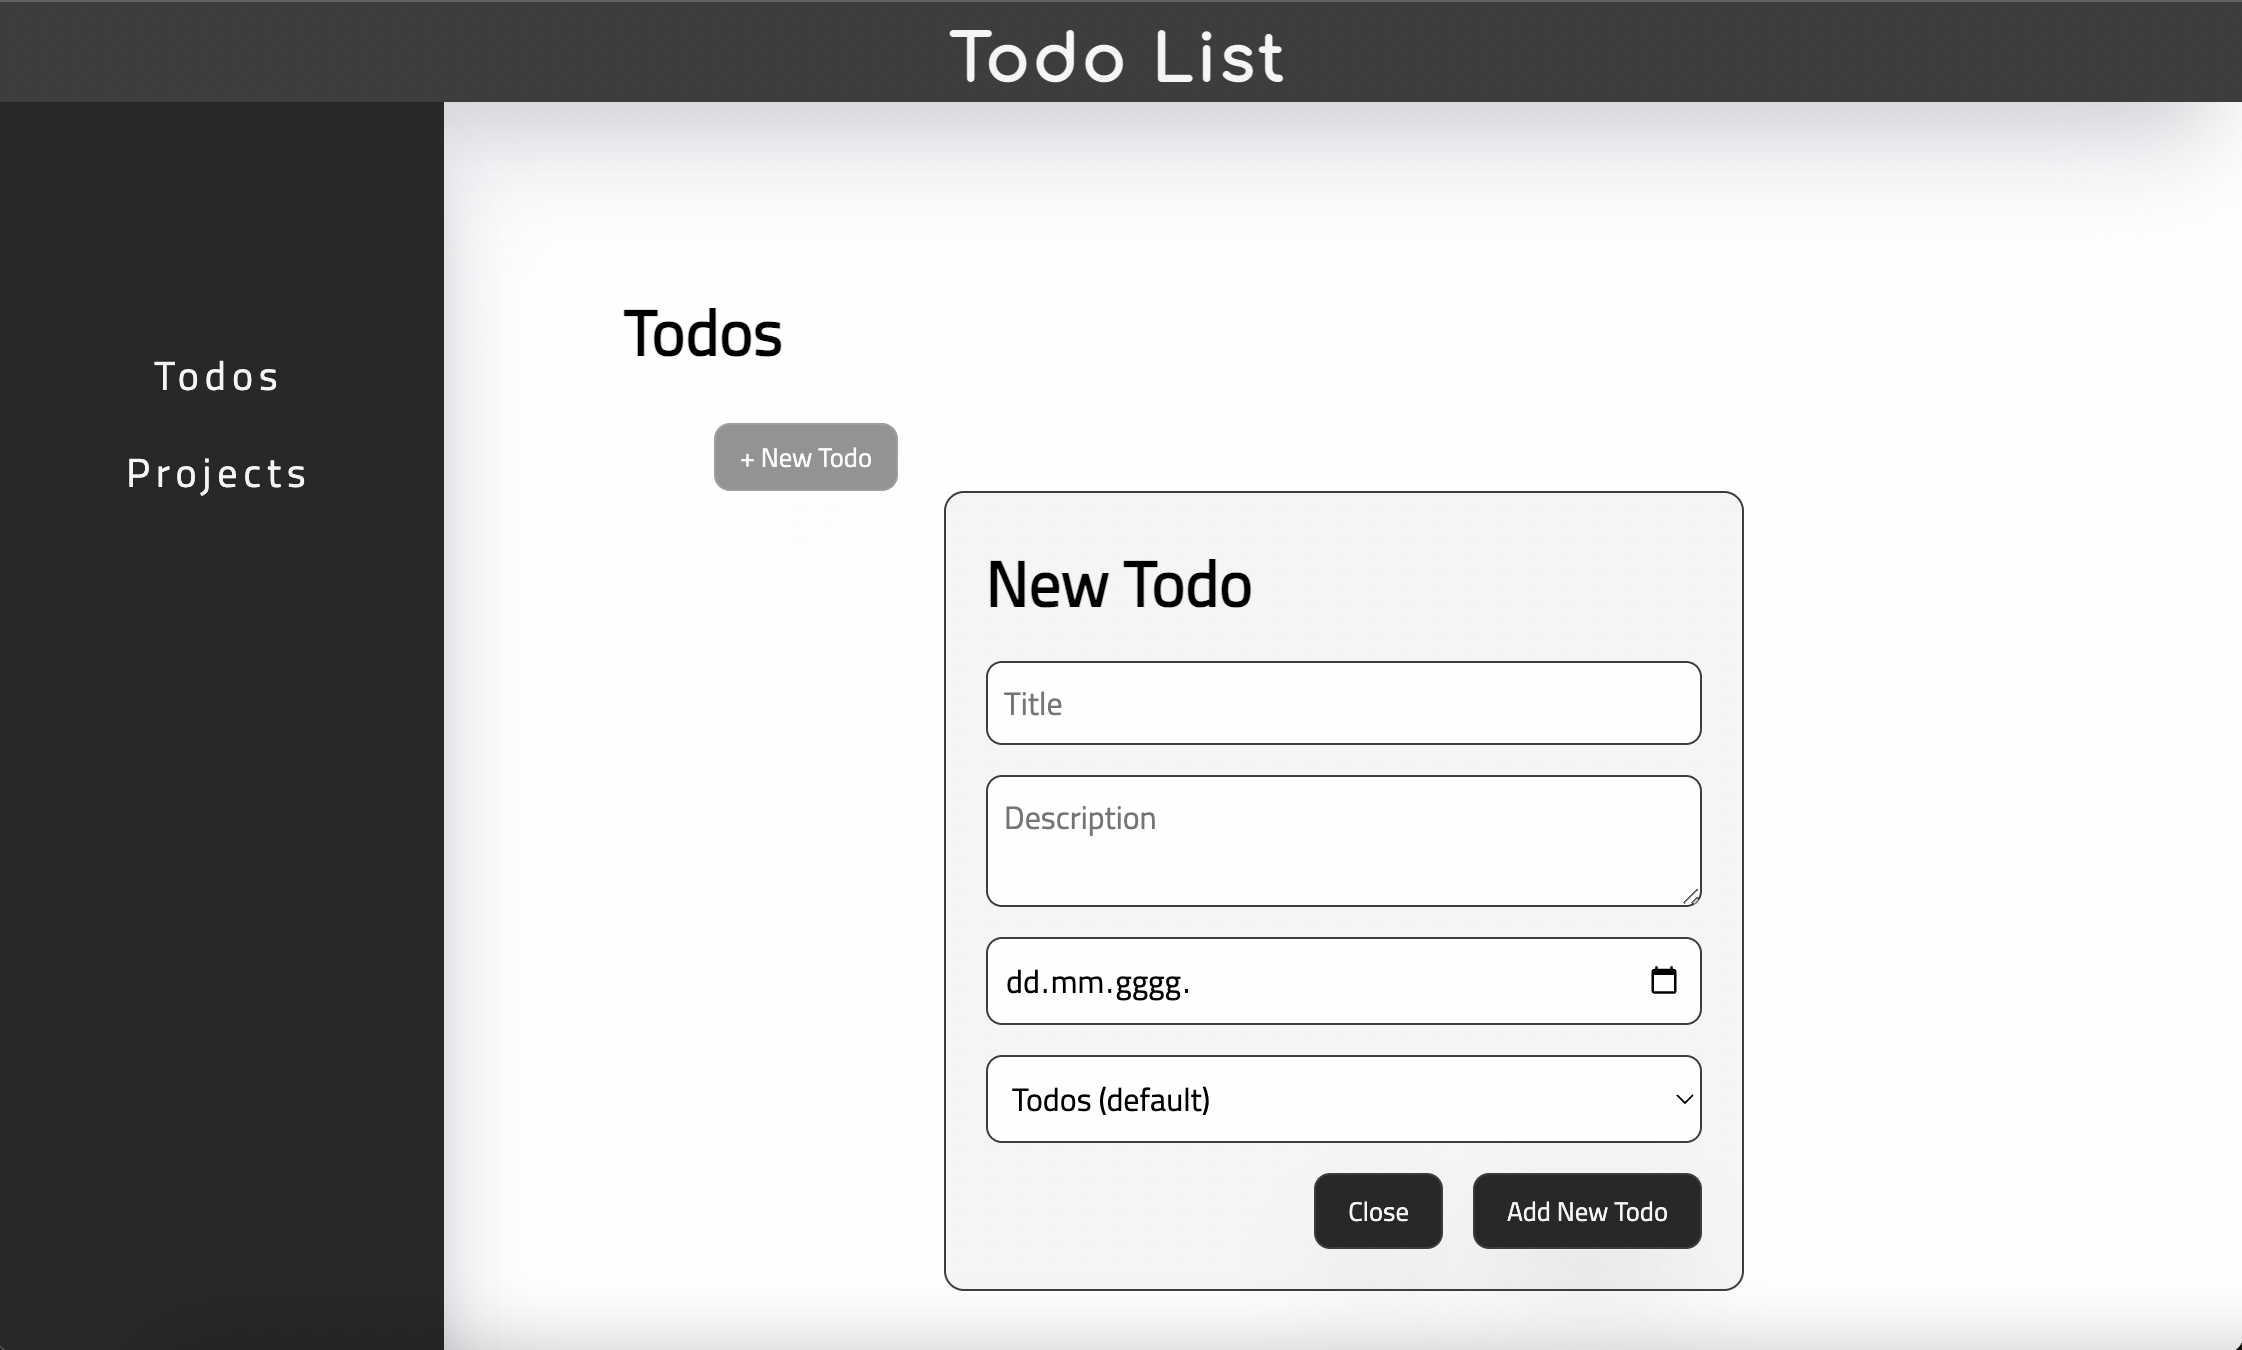 Todo List
Todos
Projects
Todos
+ New Todo
New Todo
Title
Description
dd.mm.gggg.
Todos (default)
Close
Add New Todo